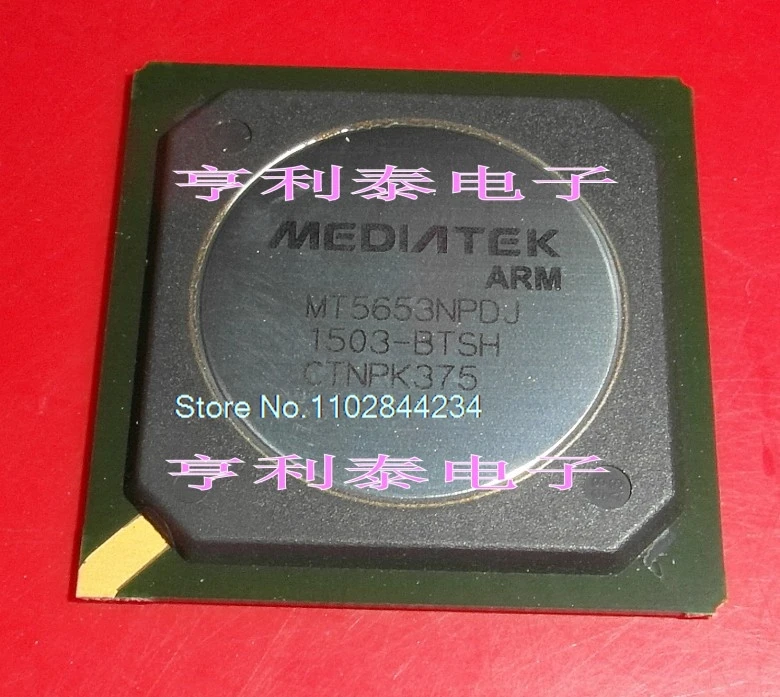 亨利泰电子
MEDIATEK
ARM
MT5653NPDJ
1503-BTSH
CTNPK375
Store No.:1102844234
亨利泰电子